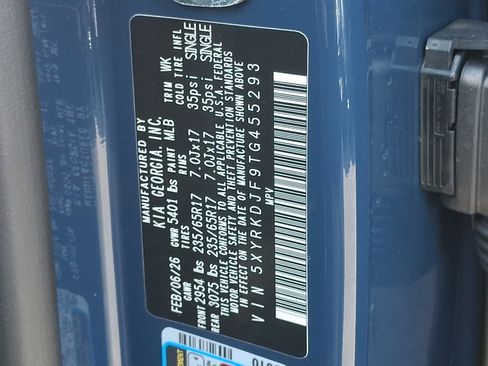 MANUFACTURED BY
KIA GEORGIA, INC.
FEB/06/26 GVWR 5401 lbs PAINT MLB TRIM WK
GAWR TIRES RIMS COLD TIRE INFL
FRONT 2954 lbs 235/65R17 7.0Jx17 35psi SINGLE
REAR 3075 lbs 235/65R17 7.0Jx17 35psi SINGLE
THIS VEHICLE CONFORMS TO ALL APPLICABLE U.S.A. FEDERAL
MOTOR VEHICLE SAFETY AND THEFT PREVENTION STANDARDS
IN EFFECT ON THE DATE OF MANUFACTURE SHOWN ABOVE
VIN 5XYRKDJF9TG455293
MPV